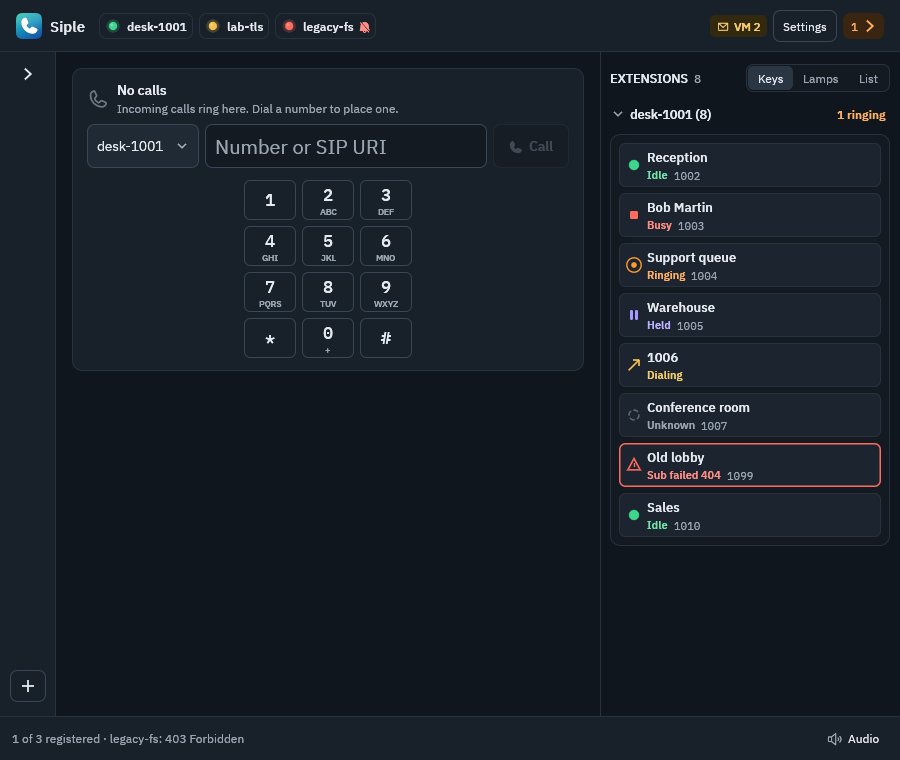 Siple desk-1001 lab-tls legacy-fs VM 2 Settings 1
No calls
Incoming calls ring here. Dial a number to place one.
desk-1001 Number or SIP URI Call
1 2 ABC 3 DEF
4 GHI 5 JKL 6 MNO
7 PQRS 8 TUV 9 WXYZ
* 0 + #
EXTENSIONS 8 Keys Lamps List
desk-1001 (8) 1 ringing
Reception
Idle 1002
Bob Martin
Busy 1003
Support queue
Ringing 1004
Warehouse
Held 1005
1006
Dialing
Conference room
Unknown 1007
Old lobby
Sub failed 404 1099
Sales
Idle 1010
+
1 of 3 registered · legacy-fs: 403 Forbidden Audio